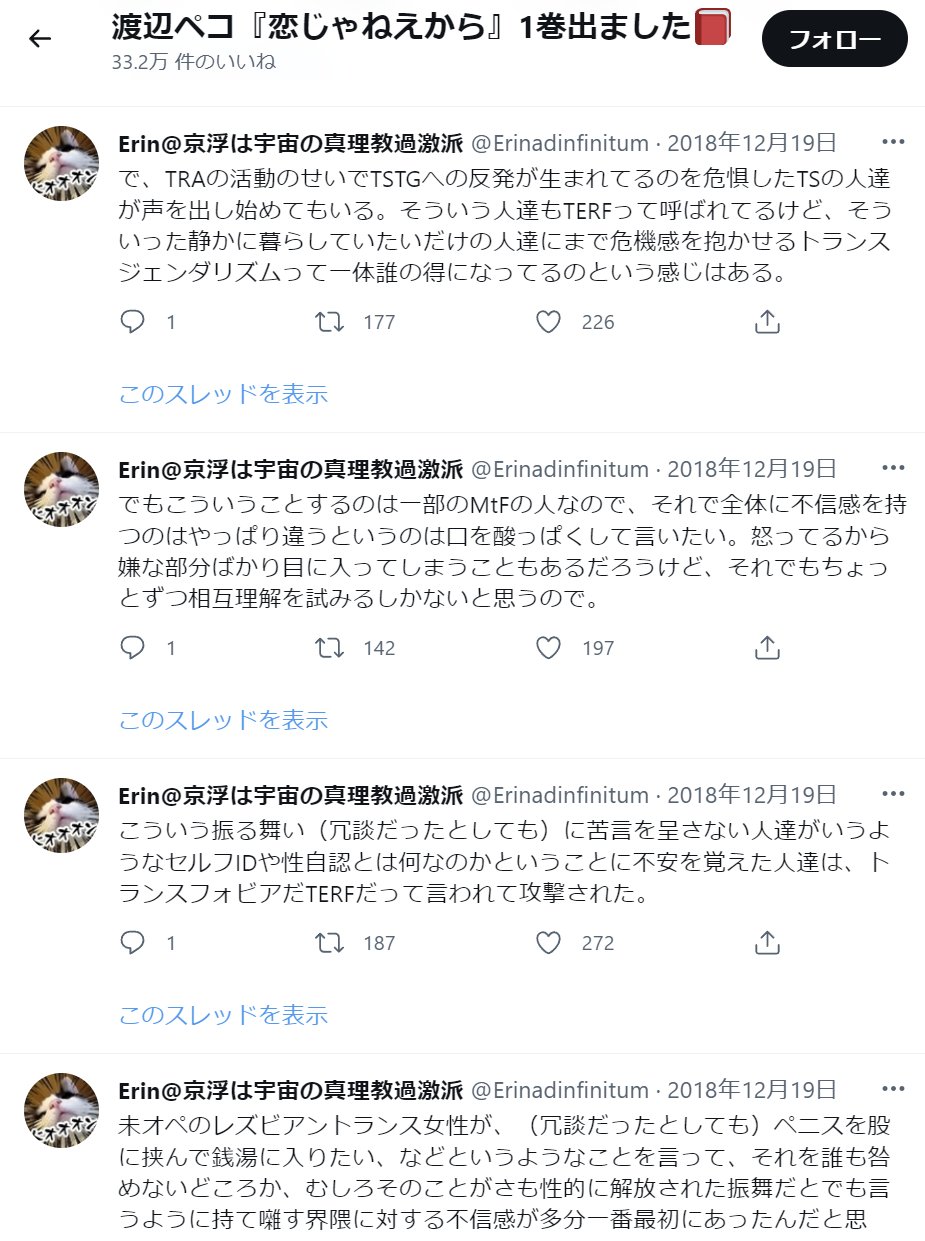 渡辺ペコ『恋じゃねえから』1巻出ました
33.2万 件のいいね
フォロー
Erin@京浮は宇宙の真理教過激派 @Erinadinfinitum · 2018年12月19日
で、TRAの活動のせいでTSTGへの反発が生まれてるのを危惧したTSの人達
が声を出し始めてもいる。そういう人達もTERFって呼ばれてるけど、そう
いった静かに暮らしていたいだけの人達にまで危機感を抱かせるトランス
ジェンダリズムって一体誰の得になってるのという感じはある。
1 177 226
このスレッドを表示
Erin@京浮は宇宙の真理教過激派 @Erinadinfinitum · 2018年12月19日
でもこういうことするのは一部のMtFの人なので、それで全体に不信感を持
つのはやっぱり違うというのは口を酸っぱくして言いたい。怒ってるから
嫌な部分ばかり目に入ってしまうこともあるだろうけど、それでもちょっ
とずつ相互理解を試みるしかないと思うので。
1 142 197
このスレッドを表示
Erin@京浮は宇宙の真理教過激派 @Erinadinfinitum · 2018年12月19日
こういう振る舞い（冗談だったとしても）に苦言を呈さない人達がいうよ
うなセルフIDや性自認とは何なのかということに不安を覚えた人達は、ト
ランスフォビアだTERFだって言われて攻撃された。
1 187 272
このスレッドを表示
Erin@京浮は宇宙の真理教過激派 @Erinadinfinitum · 2018年12月19日
未オペのレズビアントランス女性が、（冗談だったとしても）ペニスを股
に挟んで銭湯に入りたい、などというようなことを言って、それを誰も咎
めないどころか、むしろそのことがさも性的に解放された振舞だとでも言
うように持て囃す界隈に対する不信感が多分一番最初にあったんだと思